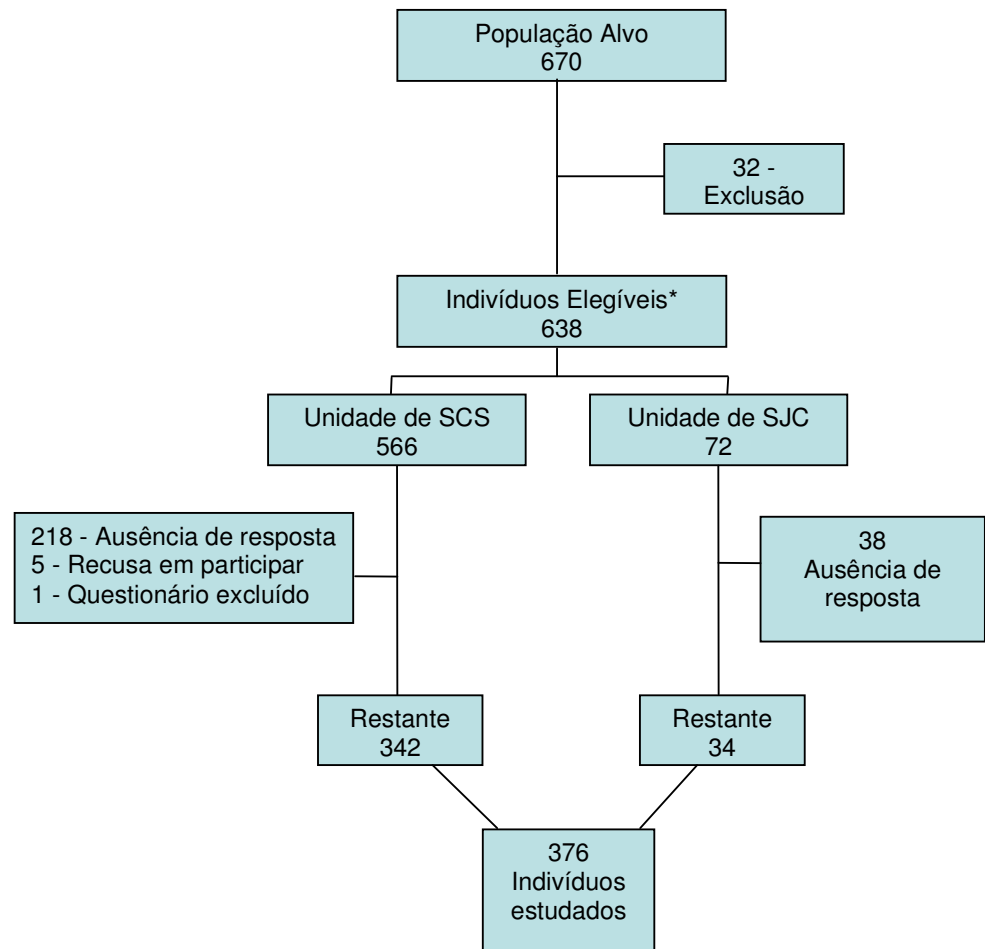 População Alvo
670
32 -
Exclusão
Indivíduos Elegíveis*
638
Unidade de SCS
566
Unidade de SJC
72
218 - Ausência de resposta
5 - Recusa em participar
1 - Questionário excluído
38
Ausência de
resposta
Restante
342
Restante
34
376
Indivíduos
estudados